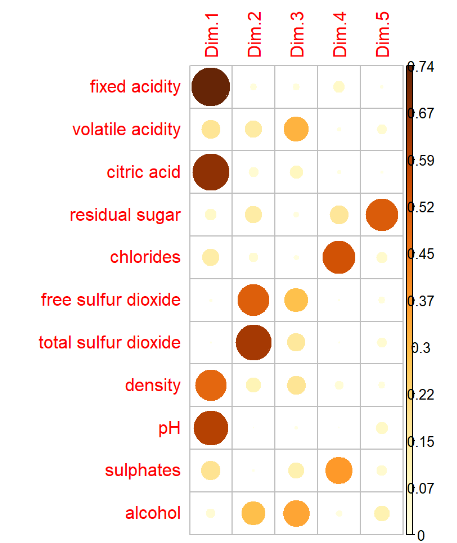 Dim.1 Dim.2 Dim.3 Dim.4 Dim.5
0.74
fixed acidity
0.67
volatile acidity
0.59
citric acid
0.52
residual sugar
0.45
chlorides
0.37
free sulfur dioxide
0.3
total sulfur dioxide
0.22
density
0.15
pH
0.07
sulphates
alcohol
0